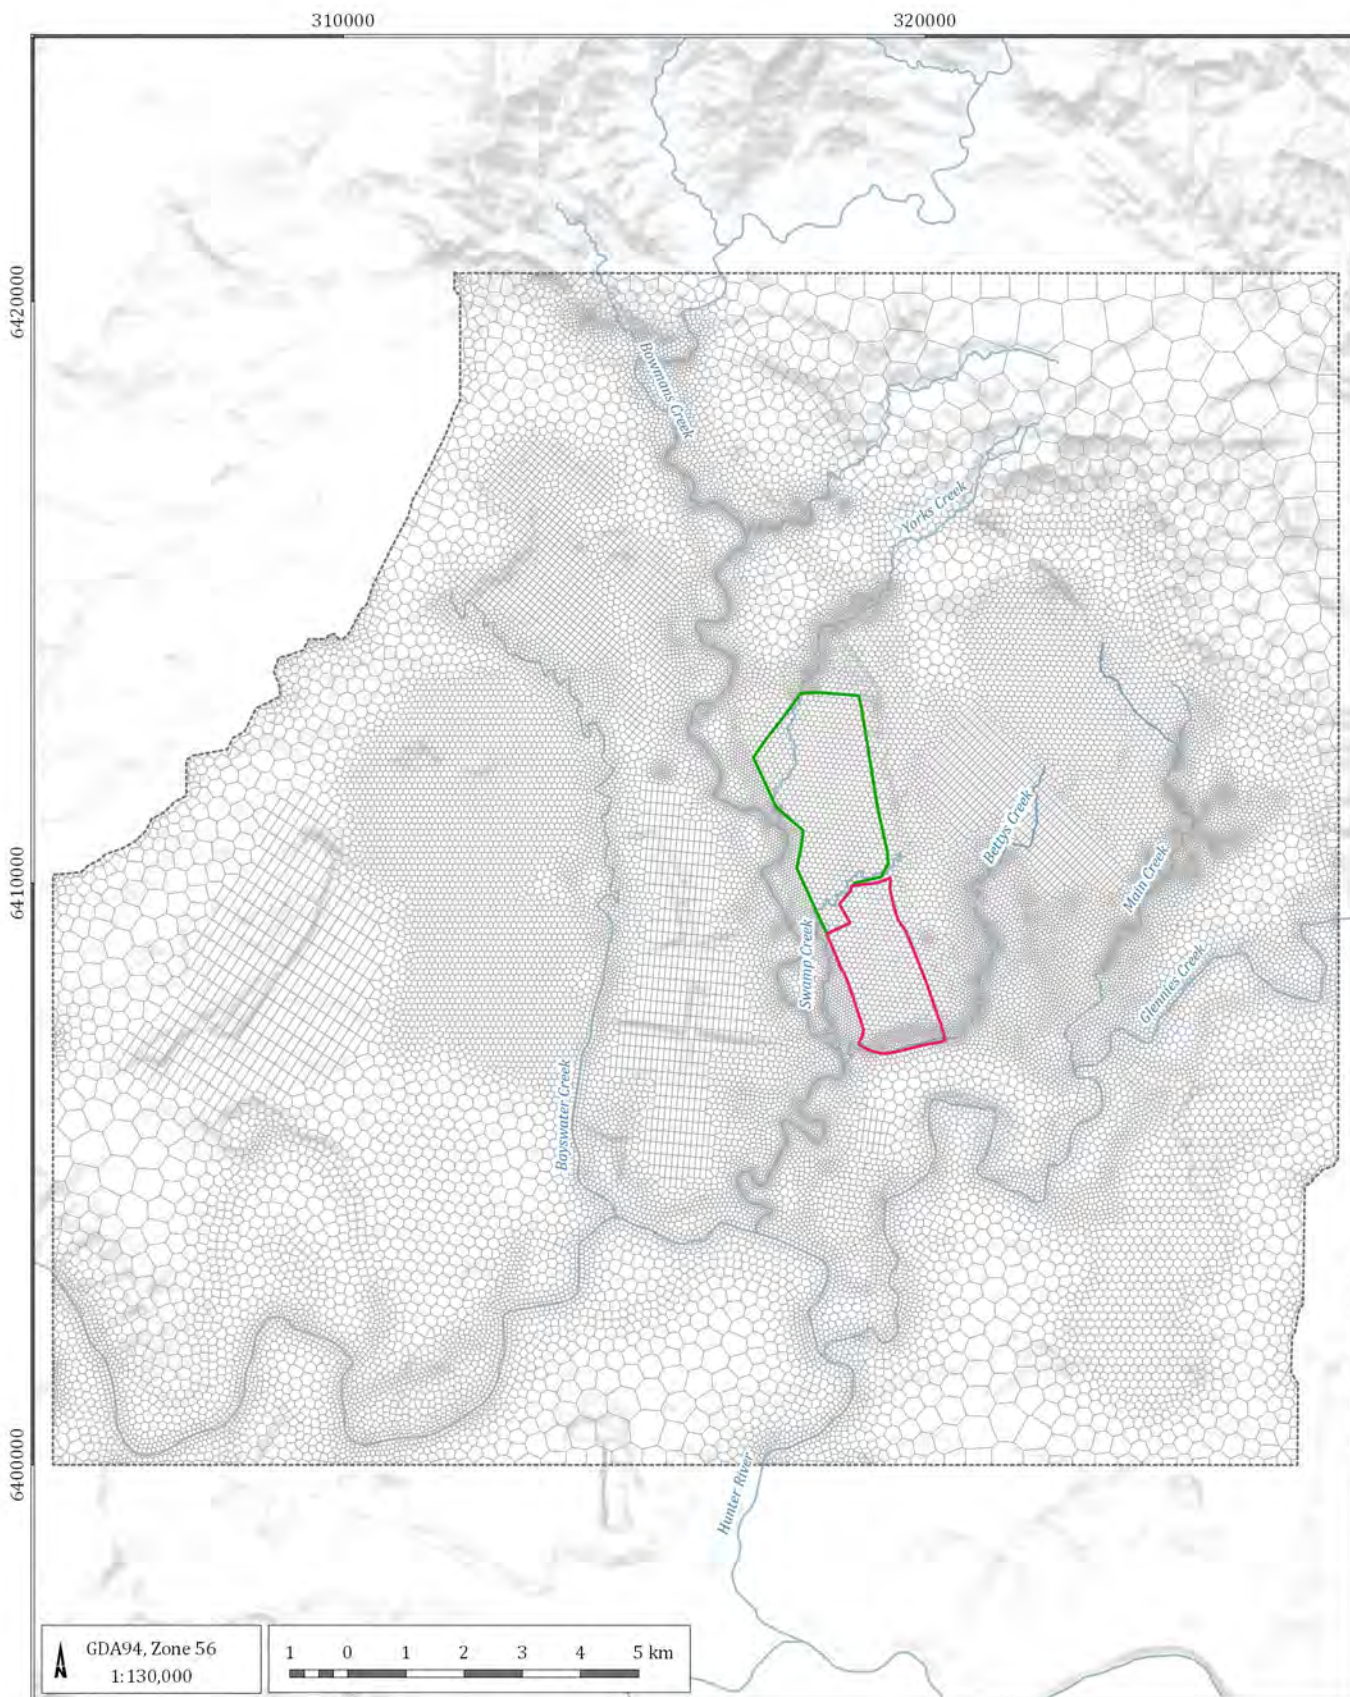 310000
320000
6420000
Bowmans Creek
Yorks Creek
Bettys Creek
6410000
Main Creek
Swamp Creek
Glennies Creek
Bayswater Creek
6400000
Hunter River
GDA94, Zone 56
1:130,000
1 0 1 2 3 4 5 km